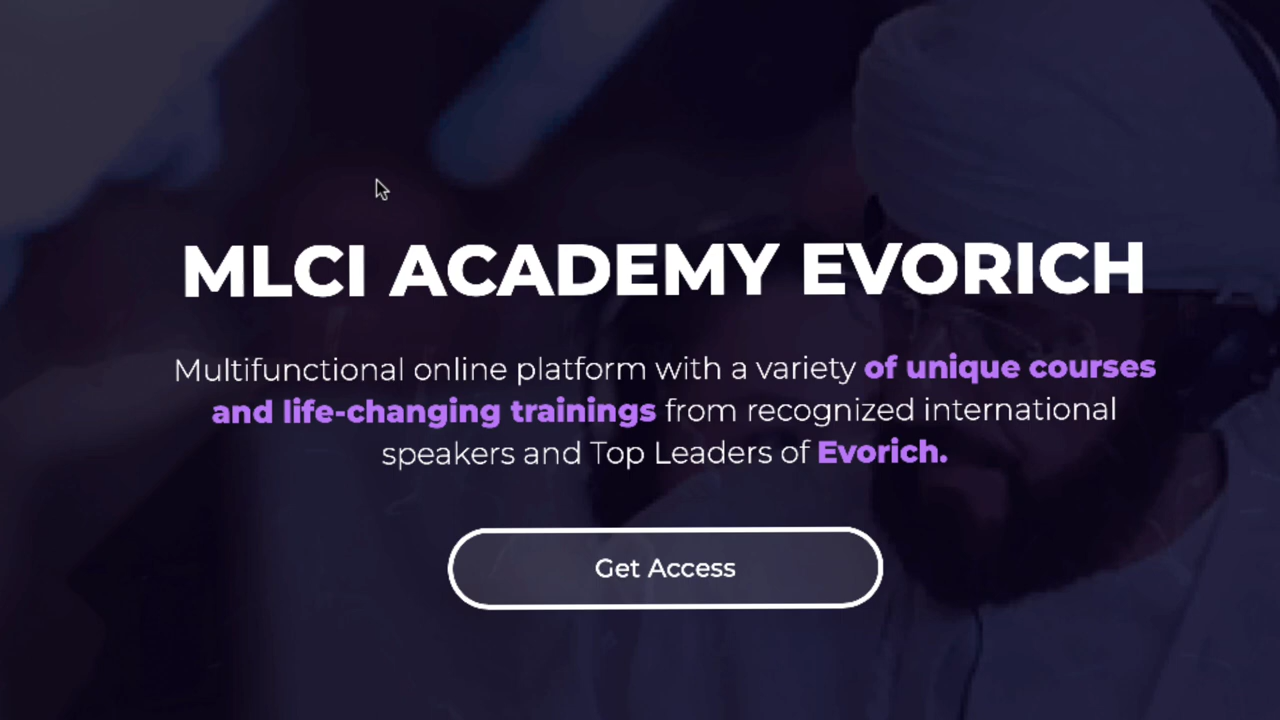 MLCI ACADEMY EVORICH
Multifunctional online platform with a variety of unique courses
and life-changing trainings from recognized international
speakers and Top Leaders of Evorich.
Get Access